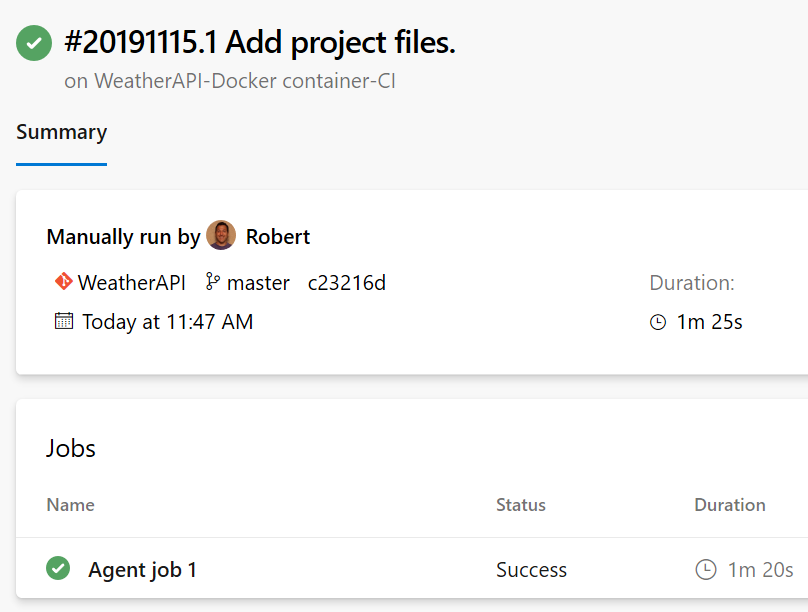 #20191115.1 Add project files.
on WeatherAPI-Docker container-CI
Summary
Manually run by Robert
WeatherAPI master c23216d Duration:
Today at 11:47 AM 1m 25s
Jobs
Name Status Duration
Agent job 1 Success 1m 20s